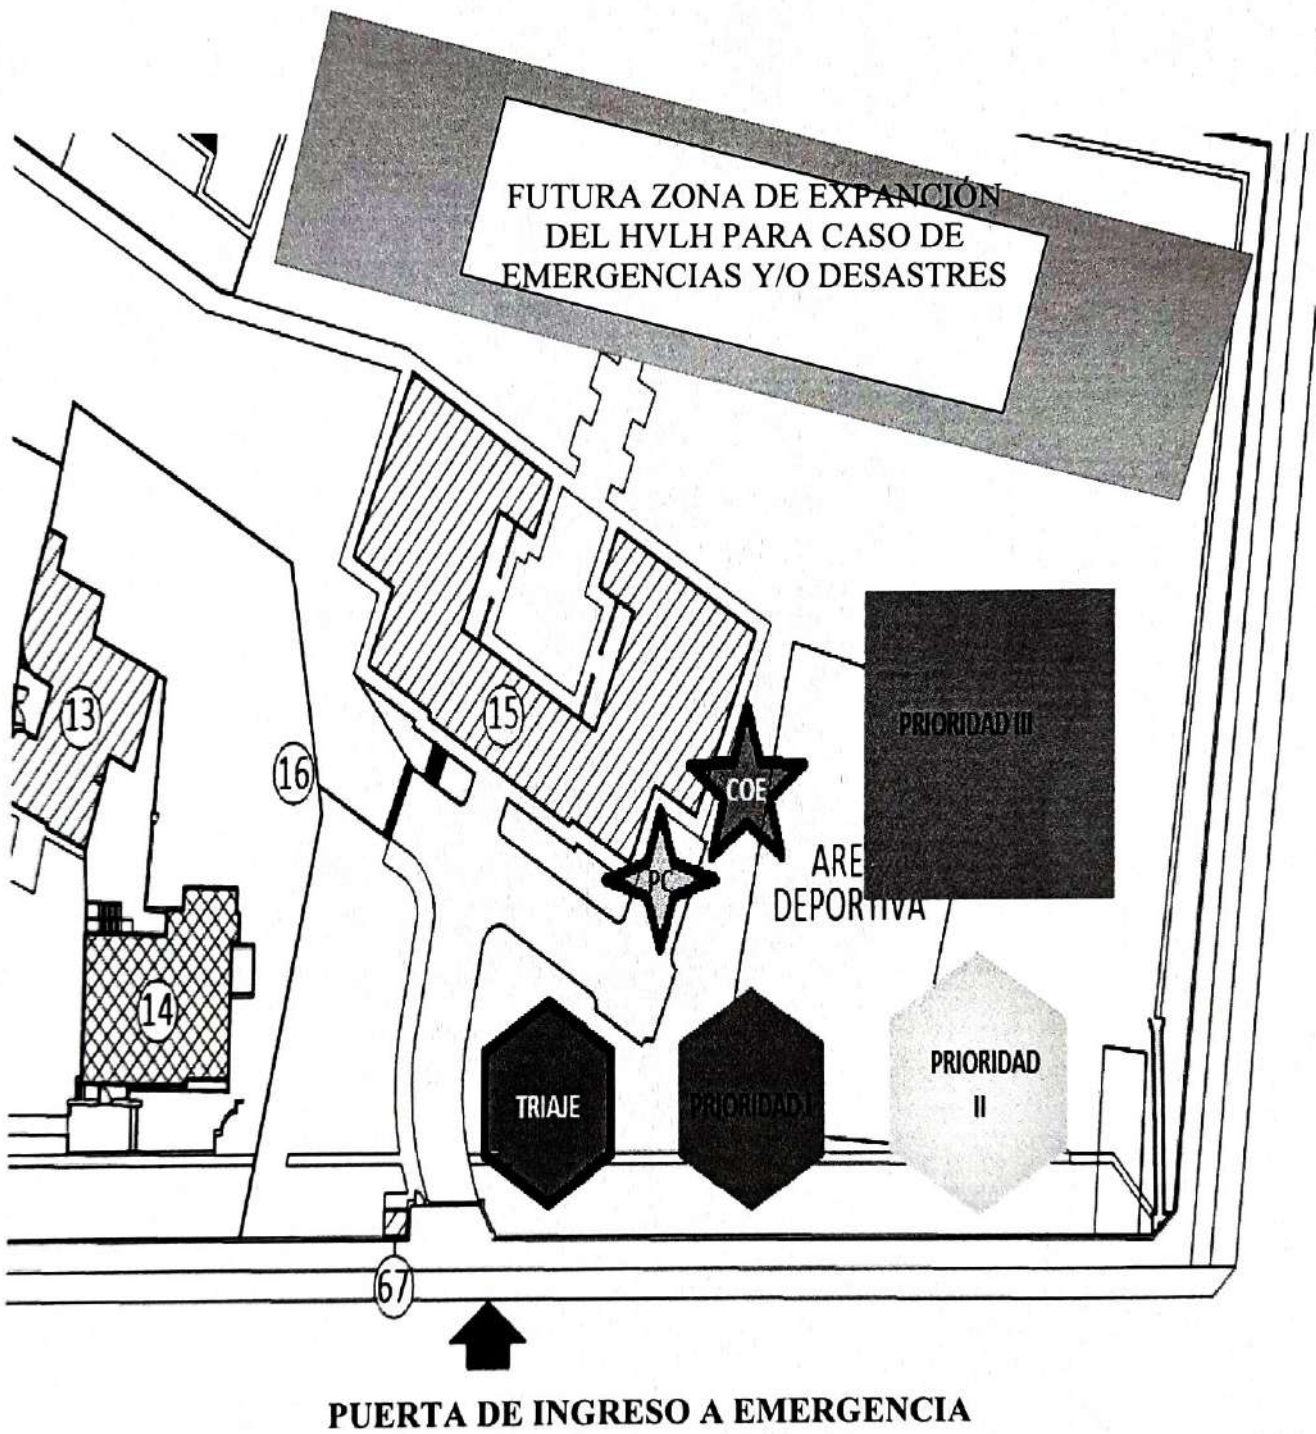 FUTURA ZONA DE EXPANCIÓN
DEL HVLH PARA CASO DE
EMERGENCIAS Y/O DESASTRES
13
15
16
PRIORIDAD III
COE
PC
ARE
DEPORTIVA
14
TRIAJE
PRIORIDAD I
PRIORIDAD
II
67
PUERTA DE INGRESO A EMERGENCIA